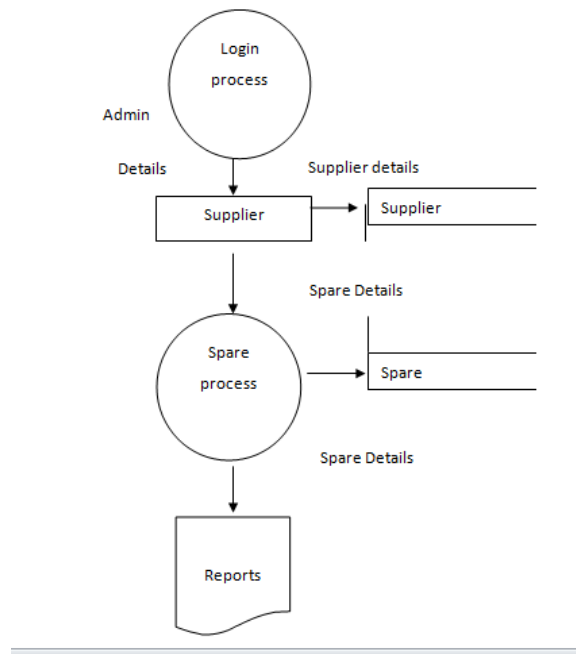 Login
process
Admin
Details
Supplier details
Supplier
Supplier
Spare Details
Spare
process
Spare
Spare Details
Reports